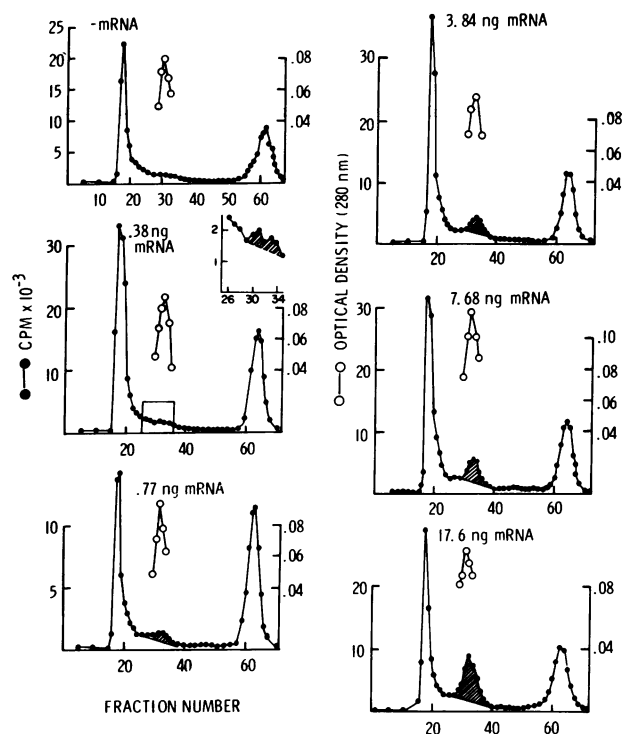 -mRNA
25
20
15
10
5
.08
.06
.04
10 20 30 40 50 60
.38 ng
mRNA
30
20
10
2
1
26 30 34
.08
.06
.04
20 40 60
.77 ng mRNA
10
5
.08
.06
.04
20 40 60
FRACTION NUMBER
CPM x 10⁻³
3.84 ng mRNA
30
20
10
.08
.06
.04
20 40 60
7.68 ng mRNA
30
20
10
.10
.08
.06
.04
20 40 60
17.6 ng mRNA
20
10
.08
.04
20 40 60
OPTICAL DENSITY (280 nm)